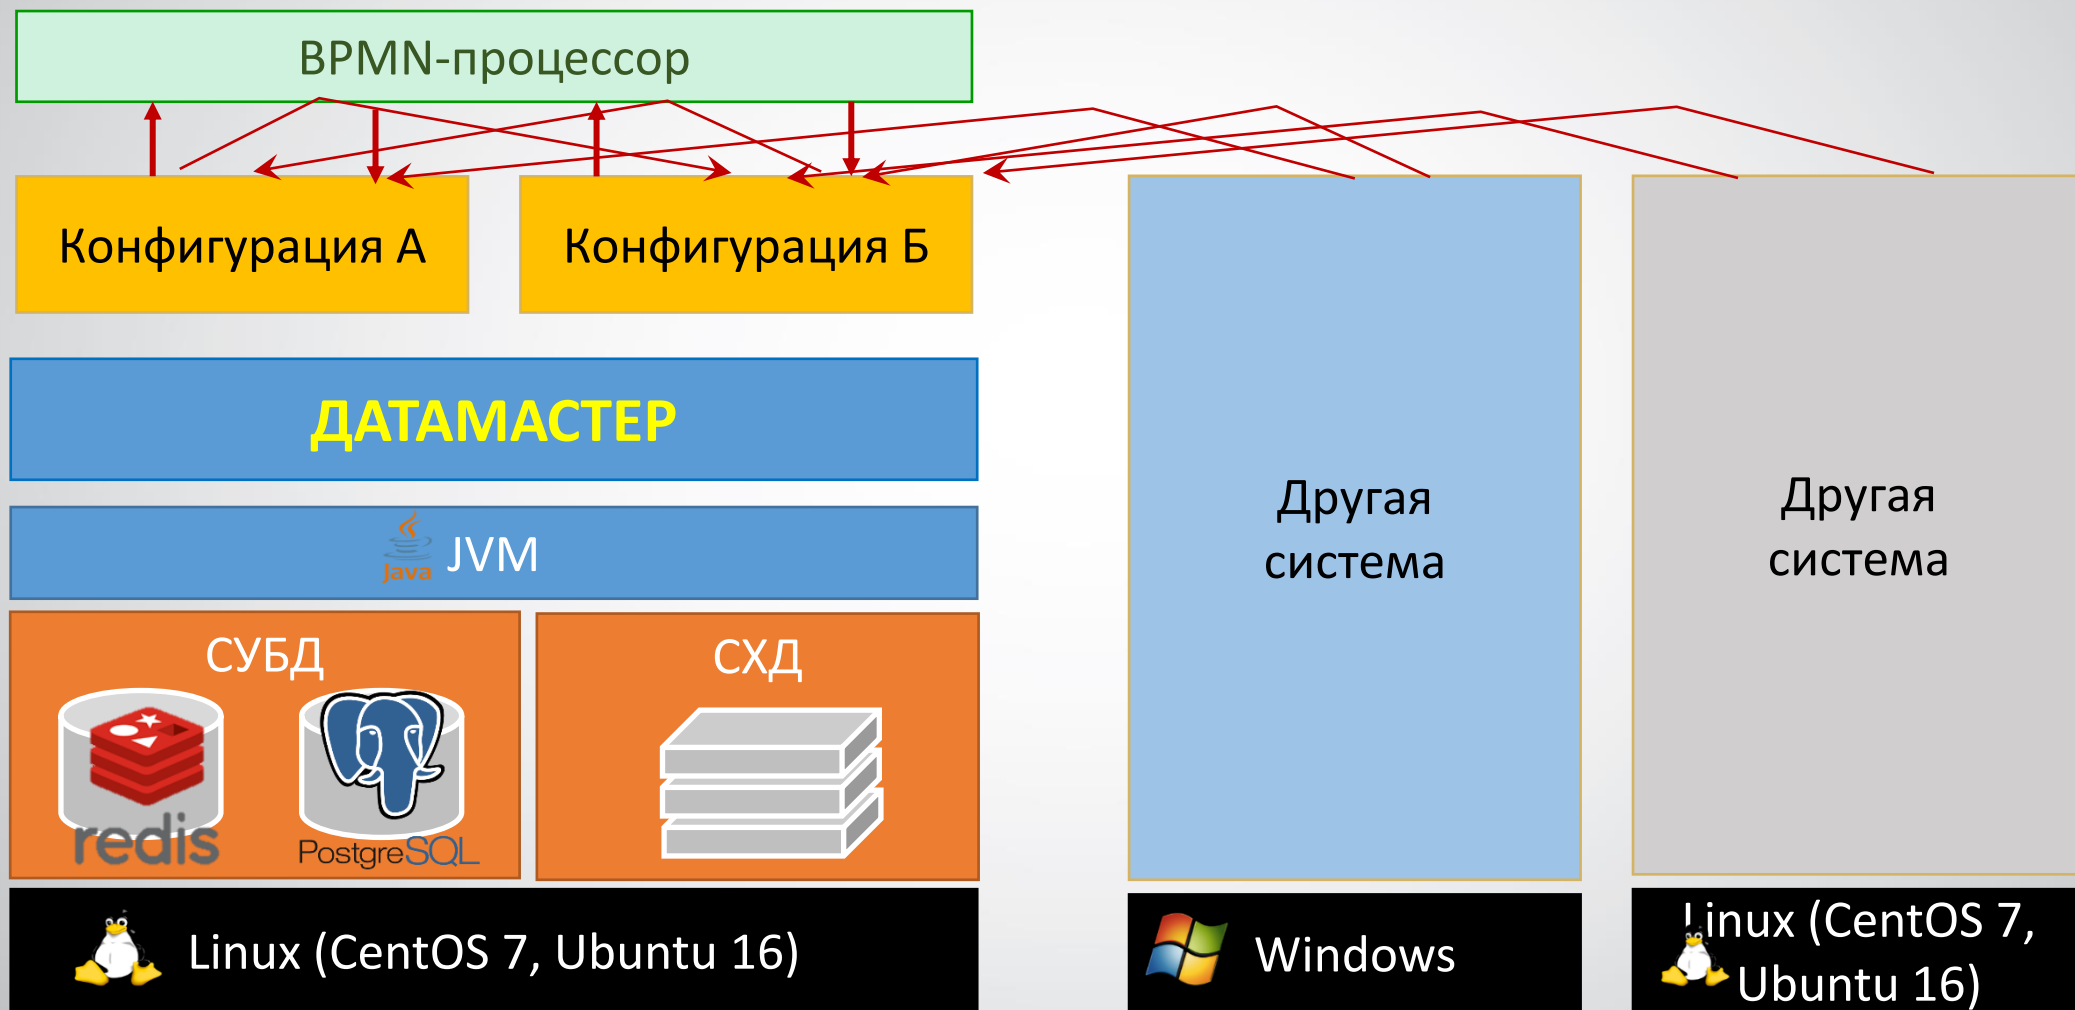 BPMN-процессор
Конфигурация А
Конфигурация Б
ДАТАМАСТЕР
Java
JVM
СУБД
redis
PostgreSQL
СХД
Linux (CentOS 7, Ubuntu 16)
Другая
система
Windows
Другая
система
Linux (CentOS 7,
Ubuntu 16)